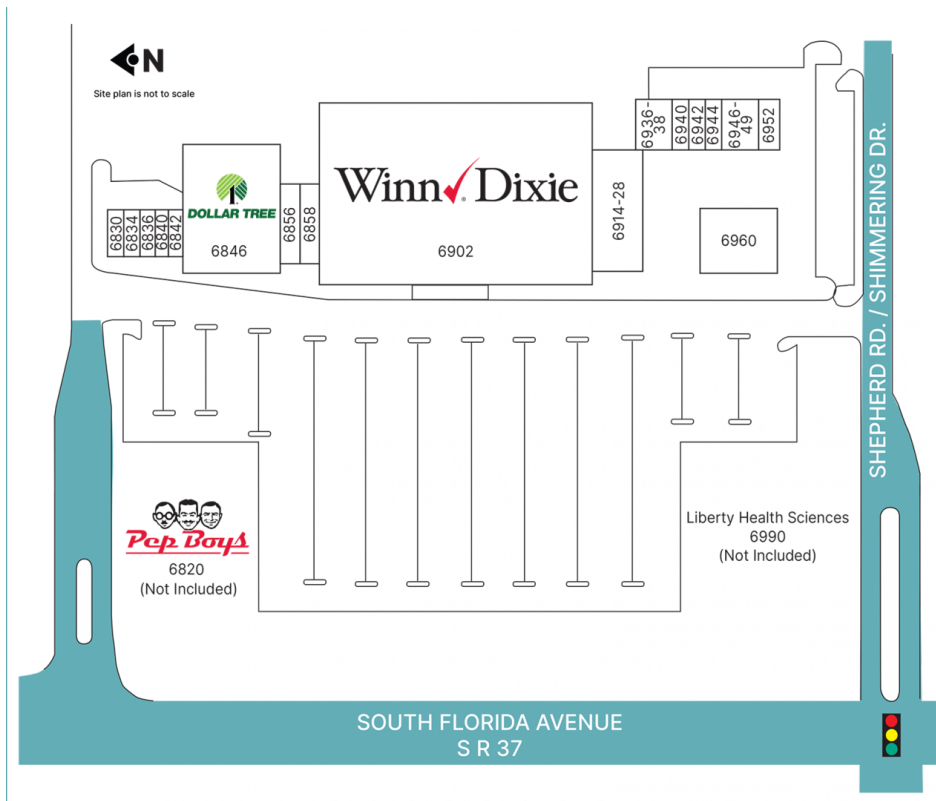 N
Site plan is not to scale
6936-
38
6940
6942
6944
6946-
49
6952
SHEPHERD RD. / SHIMMERING DR.
Winn Dixie
6902
DOLLAR TREE
6846
6830
6834
6836
6840
6842
6856
6858
6914-28
6960
Pep Boys
6820
(Not Included)
Liberty Health Sciences
6990
(Not Included)
SOUTH FLORIDA AVENUE
S R 37